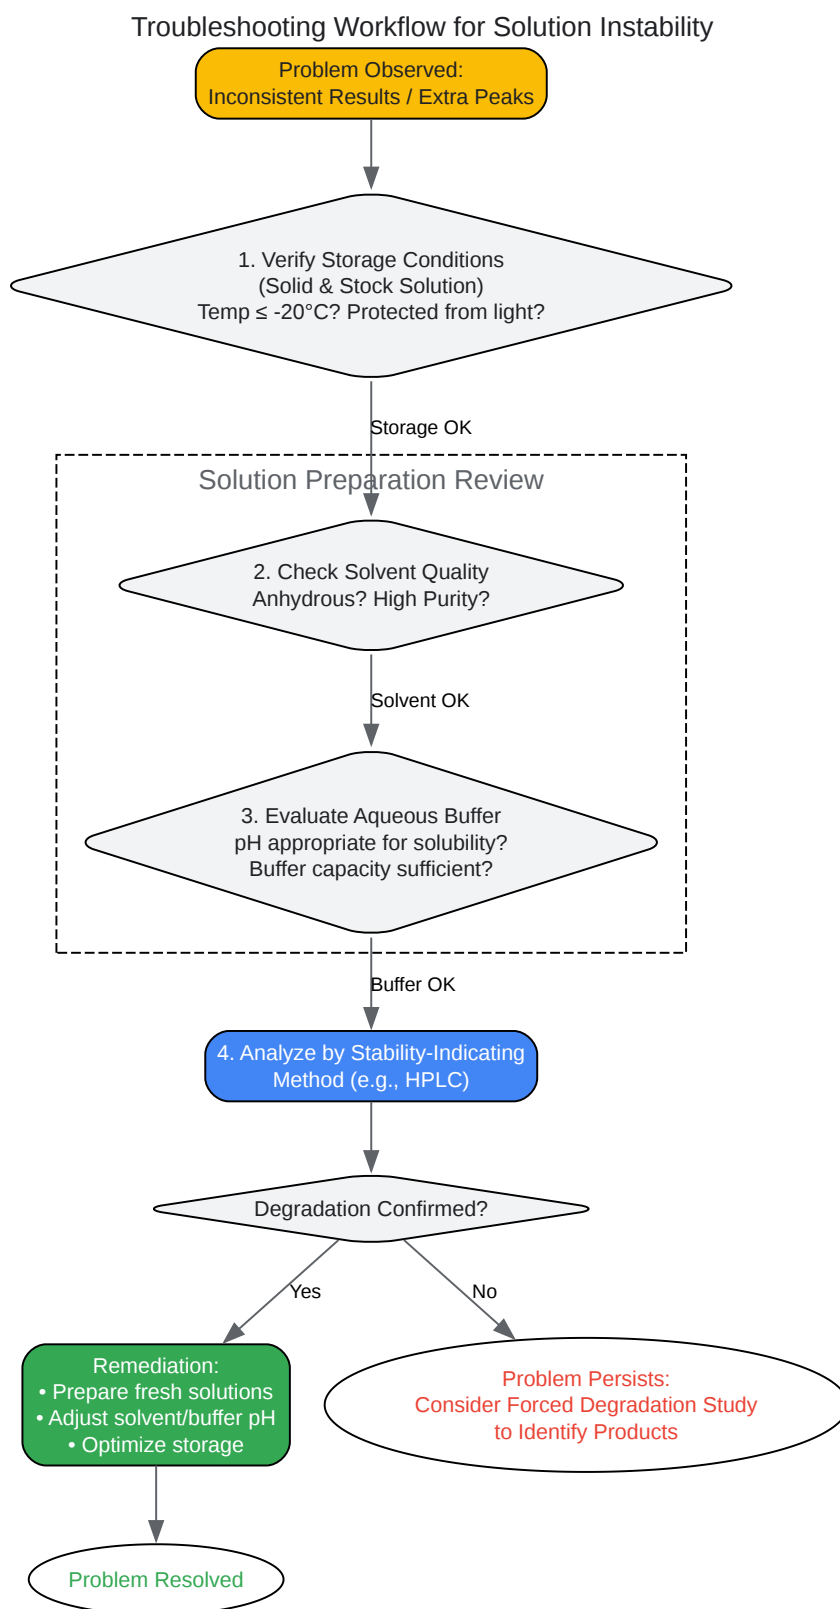 Troubleshooting Workflow for Solution Instability
Problem Observed:
Inconsistent Results / Extra Peaks
1. Verify Storage Conditions
(Solid & Stock Solution)
Temp ≤ -20°C? Protected from light?
Storage OK
Solution Preparation Review
2. Check Solvent Quality
Anhydrous? High Purity?
Solvent OK
3. Evaluate Aqueous Buffer
pH appropriate for solubility?
Buffer capacity sufficient?
Buffer OK
4. Analyze by Stability-Indicating
Method (e.g., HPLC)
Degradation Confirmed?
Yes
No
Remediation:
• Prepare fresh solutions
• Adjust solvent/buffer pH
• Optimize storage
Problem Persists:
Consider Forced Degradation Study
to Identify Products
Problem Resolved